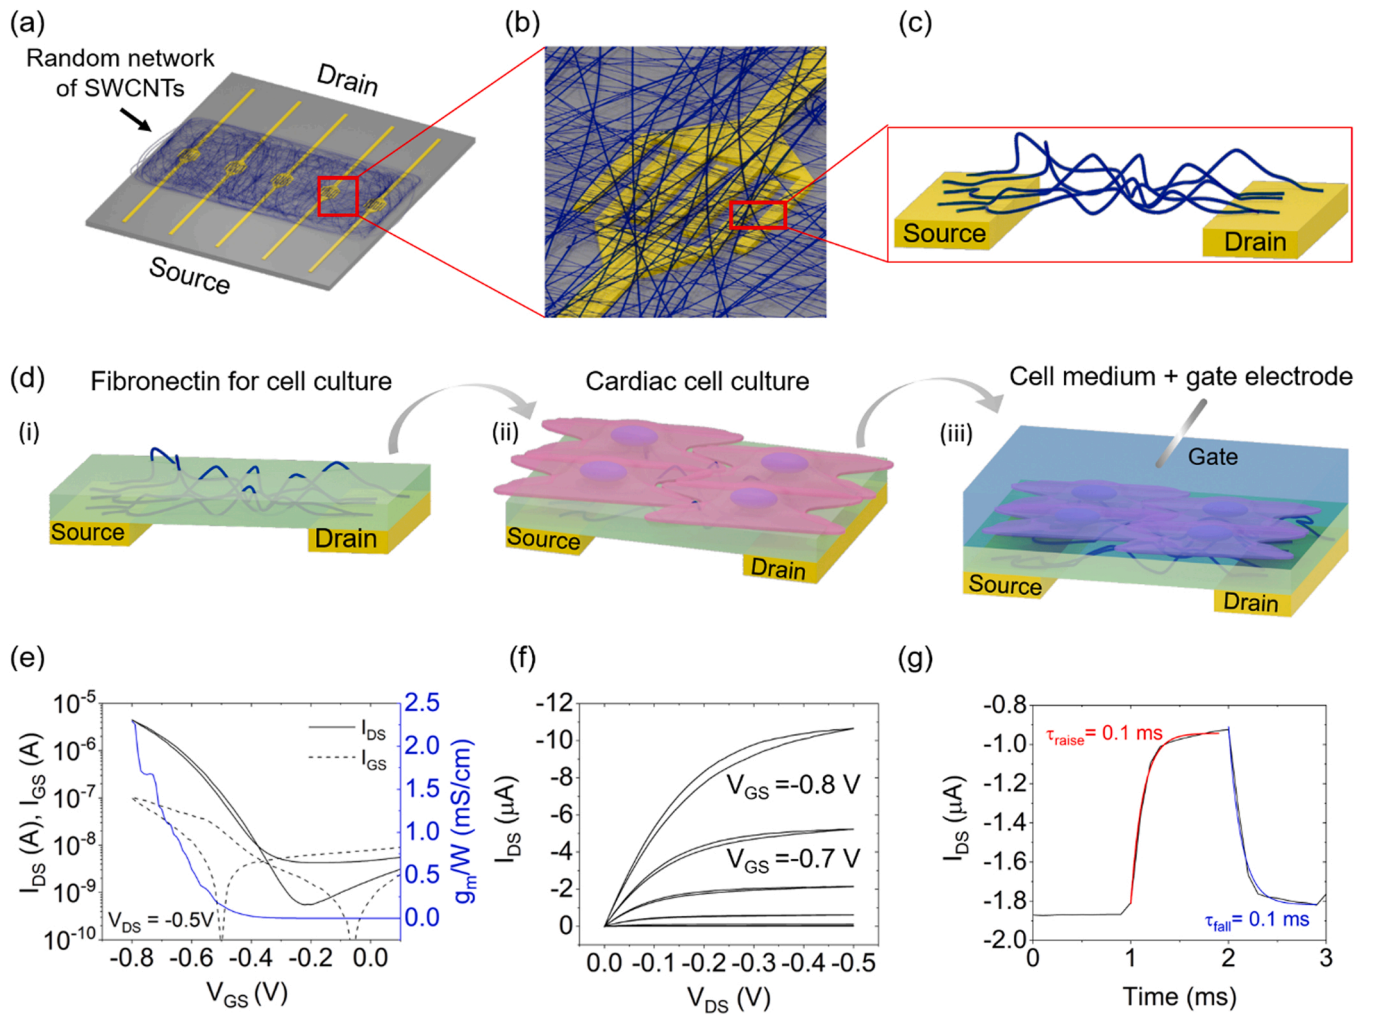 (a)
Random network
of SWCNTs
Drain
Source
(b)
(c)
Source
Drain
(d)
Fibronectin for cell culture
Cardiac cell culture
Cell medium + gate electrode
(i)
Source
Drain
(ii)
Source
Drain
(iii)
Gate
Source
Drain
(e)
I_DS (A), I_GS (A)
10^-5
10^-6
10^-7
10^-8
10^-9
10^-10
I_DS
I_GS
V_DS = -0.5V
-0.8 -0.6 -0.4 -0.2 0.0
V_GS (V)
2.5
2.0
1.5
1.0
0.5
0.0
g_m/W (mS/cm)
(f)
I_DS (μA)
-12
-10
-8
-6
-4
-2
0
V_GS =-0.8 V
V_GS =-0.7 V
0.0 -0.1 -0.2 -0.3 -0.4 -0.5
V_DS (V)
(g)
I_DS (μA)
-0.8
-1.0
-1.2
-1.4
-1.6
-1.8
-2.0
τ_raise= 0.1 ms
τ_fall= 0.1 ms
0 1 2 3
Time (ms)